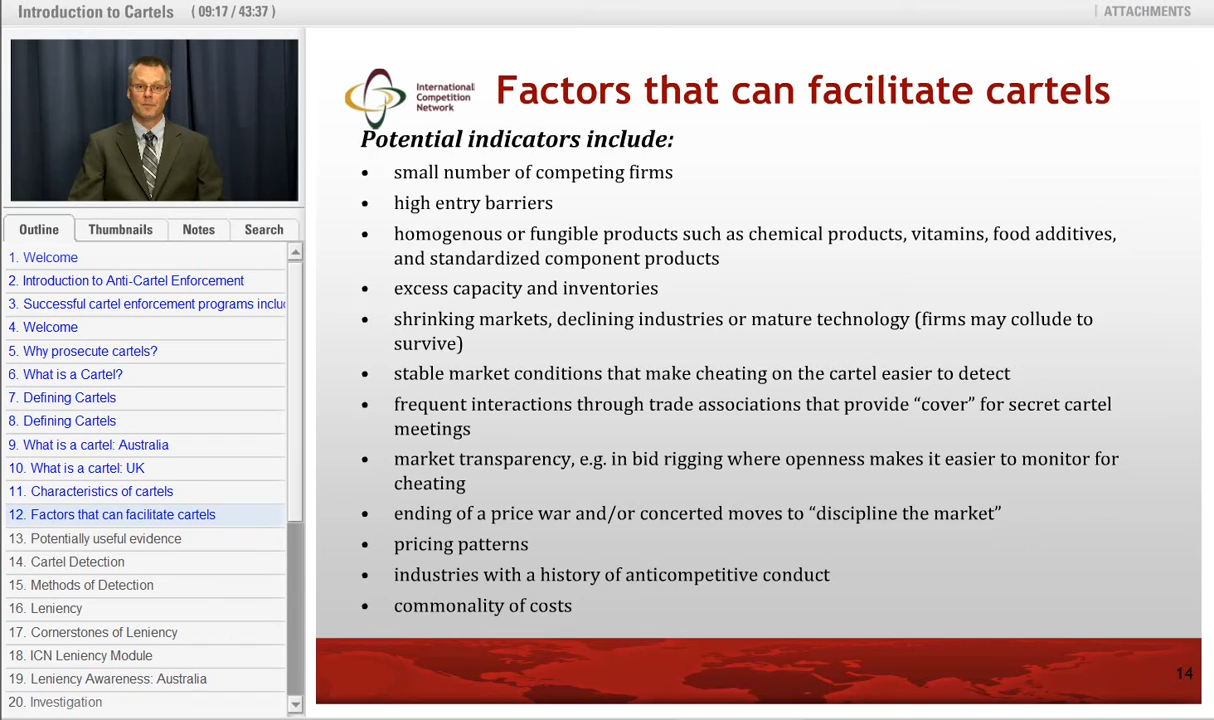 Introduction to Cartels ( 09:17 / 43:37 )
| ATTACHMENTS
Outline Thumbnails Notes Search
1. Welcome
2. Introduction to Anti-Cartel Enforcement
3. Successful cartel enforcement programs inclu
4. Welcome
5. Why prosecute cartels?
6. What is a Cartel?
7. Defining Cartels
8. Defining Cartels
9. What is a cartel: Australia
10. What is a cartel: UK
11. Characteristics of cartels
12. Factors that can facilitate cartels
13. Potentially useful evidence
14. Cartel Detection
15. Methods of Detection
16. Leniency
17. Cornerstones of Leniency
18. ICN Leniency Module
19. Leniency Awareness: Australia
20. Investigation
International
Competition
Network
Factors that can facilitate cartels
Potential indicators include:
• small number of competing firms
• high entry barriers
• homogenous or fungible products such as chemical products, vitamins, food additives,
and standardized component products
• excess capacity and inventories
• shrinking markets, declining industries or mature technology (firms may collude to
survive)
• stable market conditions that make cheating on the cartel easier to detect
• frequent interactions through trade associations that provide “cover” for secret cartel
meetings
• market transparency, e.g. in bid rigging where openness makes it easier to monitor for
cheating
• ending of a price war and/or concerted moves to “discipline the market”
• pricing patterns
• industries with a history of anticompetitive conduct
• commonality of costs
14